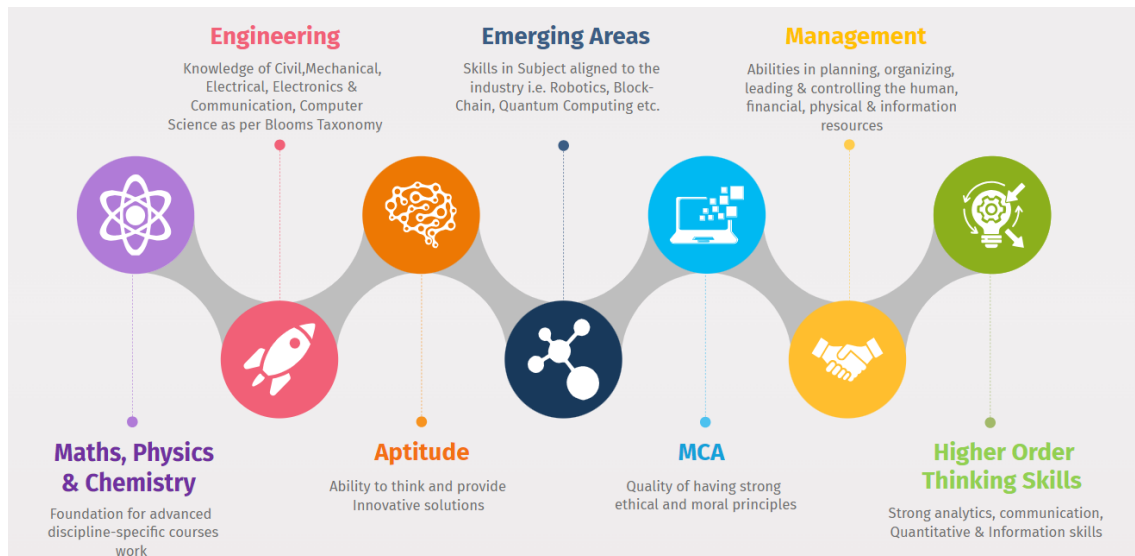 Engineering
Knowledge of Civil,Mechanical,
Electrical, Electronics &
Communication, Computer
Science as per Blooms Taxonomy
Emerging Areas
Skills in Subject aligned to the
industry i.e. Robotics, Block-
Chain, Quantum Computing etc.
Management
Abilities in planning, organizing,
leading & controlling the human,
financial, physical & information
resources
Maths, Physics
& Chemistry
Foundation for advanced
discipline-specific courses
work
Aptitude
Ability to think and provide
Innovative solutions
MCA
Quality of having strong
ethical and moral principles
Higher Order
Thinking Skills
Strong analytics, communication,
Quantitative & Information skills